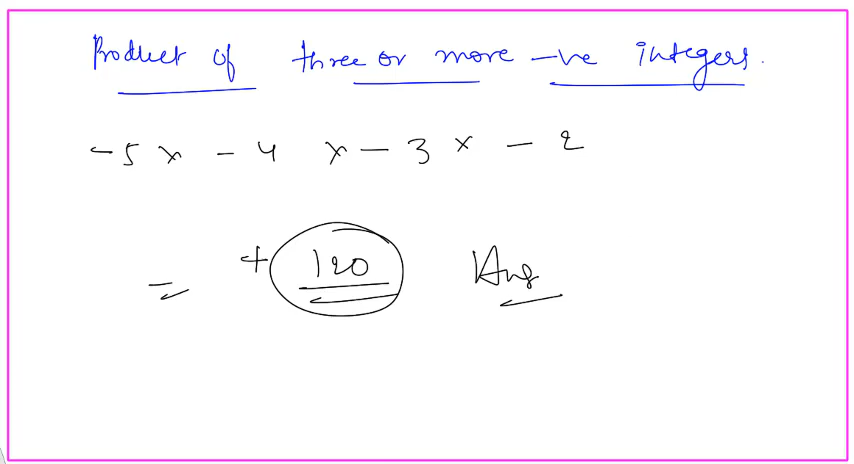 Product of three or more -ve integers.
-5 x - 4 x - 3 x - 2
= + 120 Ans